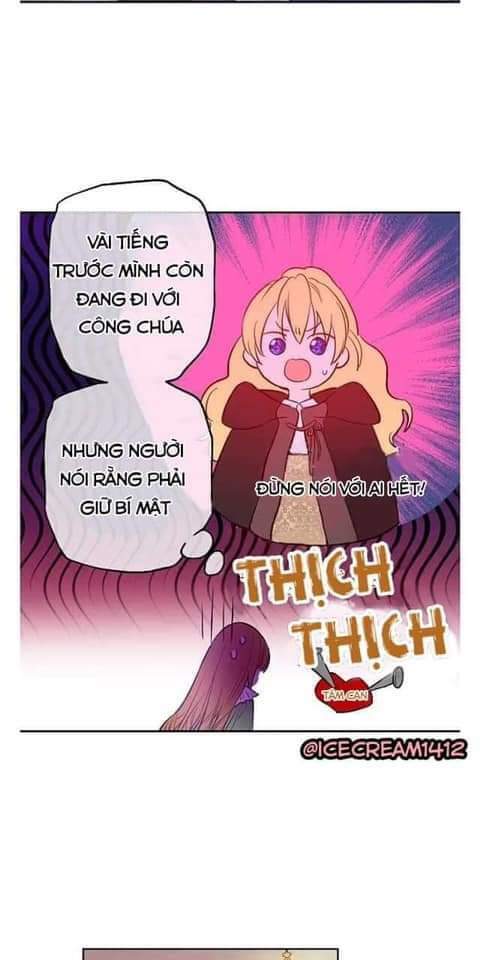 VÀI TIẾNG
TRƯỚC MÌNH CÒN
ĐANG ĐI VỚI
CÔNG CHÚA
NHƯNG NGƯỜI
NÓI RẰNG PHẢI
GIỮ BÍ MẬT
ĐỪNG NÓI VỚI AI HẾT!
THỊCH
THỊCH
TÂM CAN
@ICECREAM1412